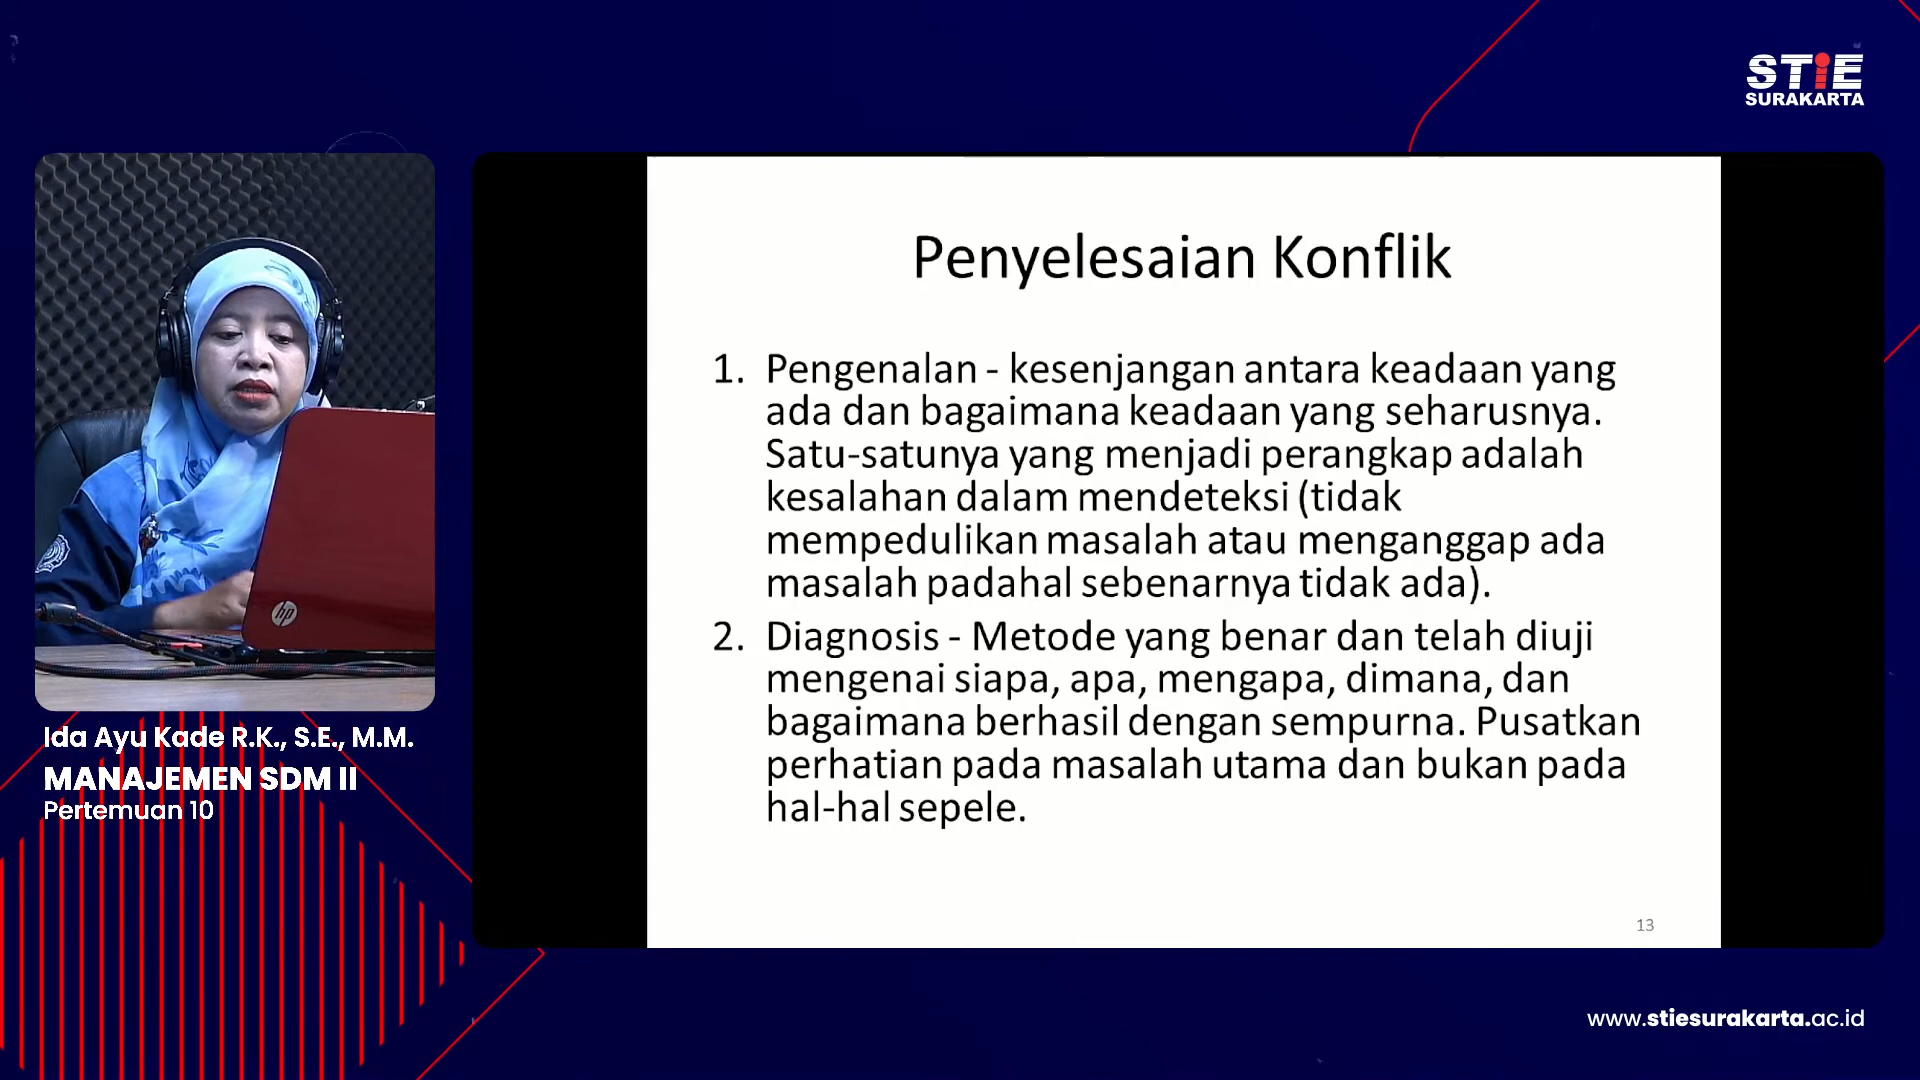 STiE
SURAKARTA
Penyelesaian Konflik
1. Pengenalan - kesenjangan antara keadaan yang
ada dan bagaimana keadaan yang seharusnya.
Satu-satunya yang menjadi perangkap adalah
kesalahan dalam mendeteksi (tidak
mempedulikan masalah atau menganggap ada
masalah padahal sebenarnya tidak ada).
2. Diagnosis - Metode yang benar dan telah diuji
mengenai siapa, apa, mengapa, dimana, dan
bagaimana berhasil dengan sempurna. Pusatkan
perhatian pada masalah utama dan bukan pada
hal-hal sepele.
13
hp
Ida Ayu Kade R.K., S.E., M.M.
MANAJEMEN SDM II
Pertemuan 10
www.stiesurakarta.ac.id